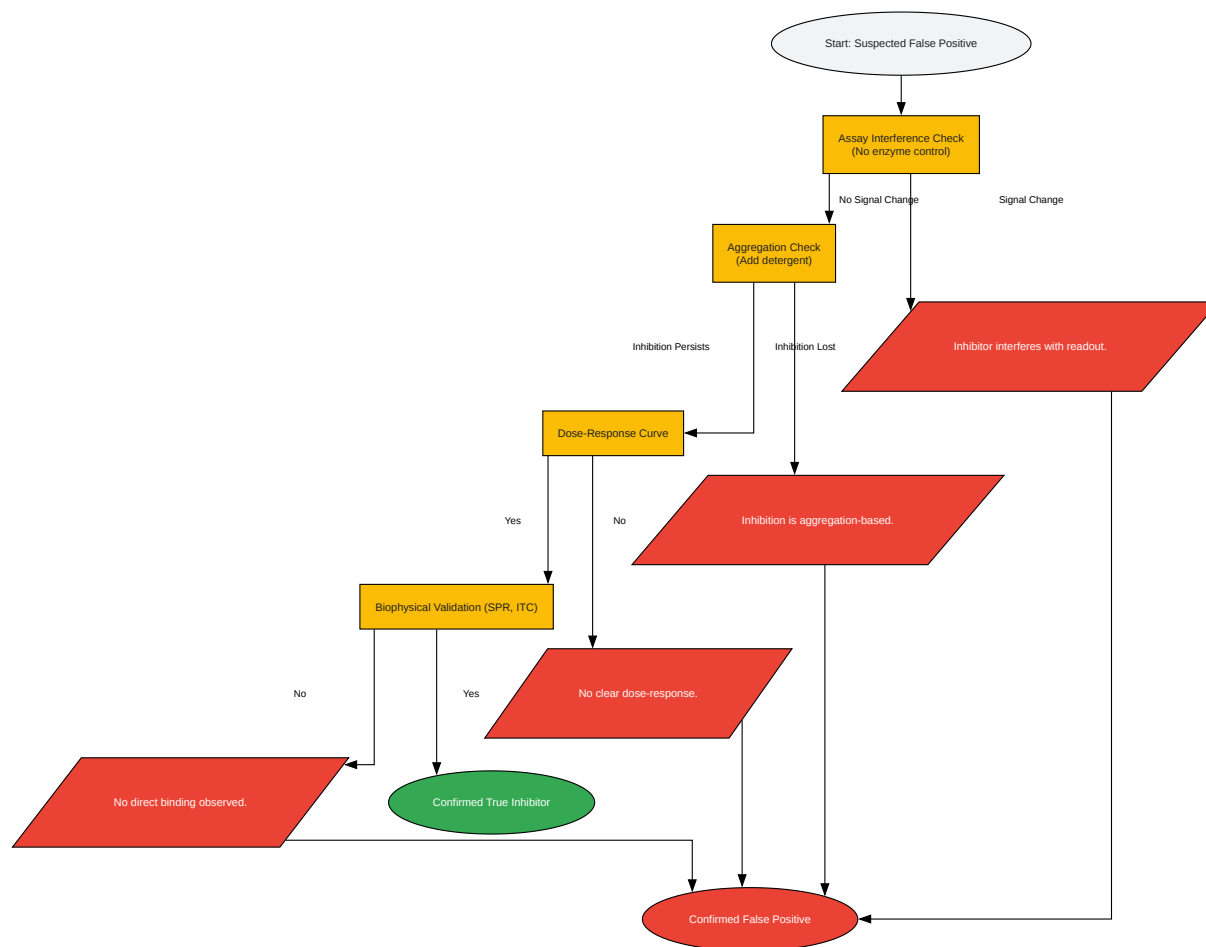 Start: Suspected False Positive
Assay Interference Check
(No enzyme control)
No Signal Change
Signal Change
Aggregation Check
(Add detergent)
Inhibition Persists
Inhibition Lost
Inhibitor interferes with readout.
Dose-Response Curve
Yes
No
Inhibition is aggregation-based.
Biophysical Validation (SPR, ITC)
No
Yes
No clear dose-response.
No direct binding observed.
Confirmed True Inhibitor
Confirmed False Positive